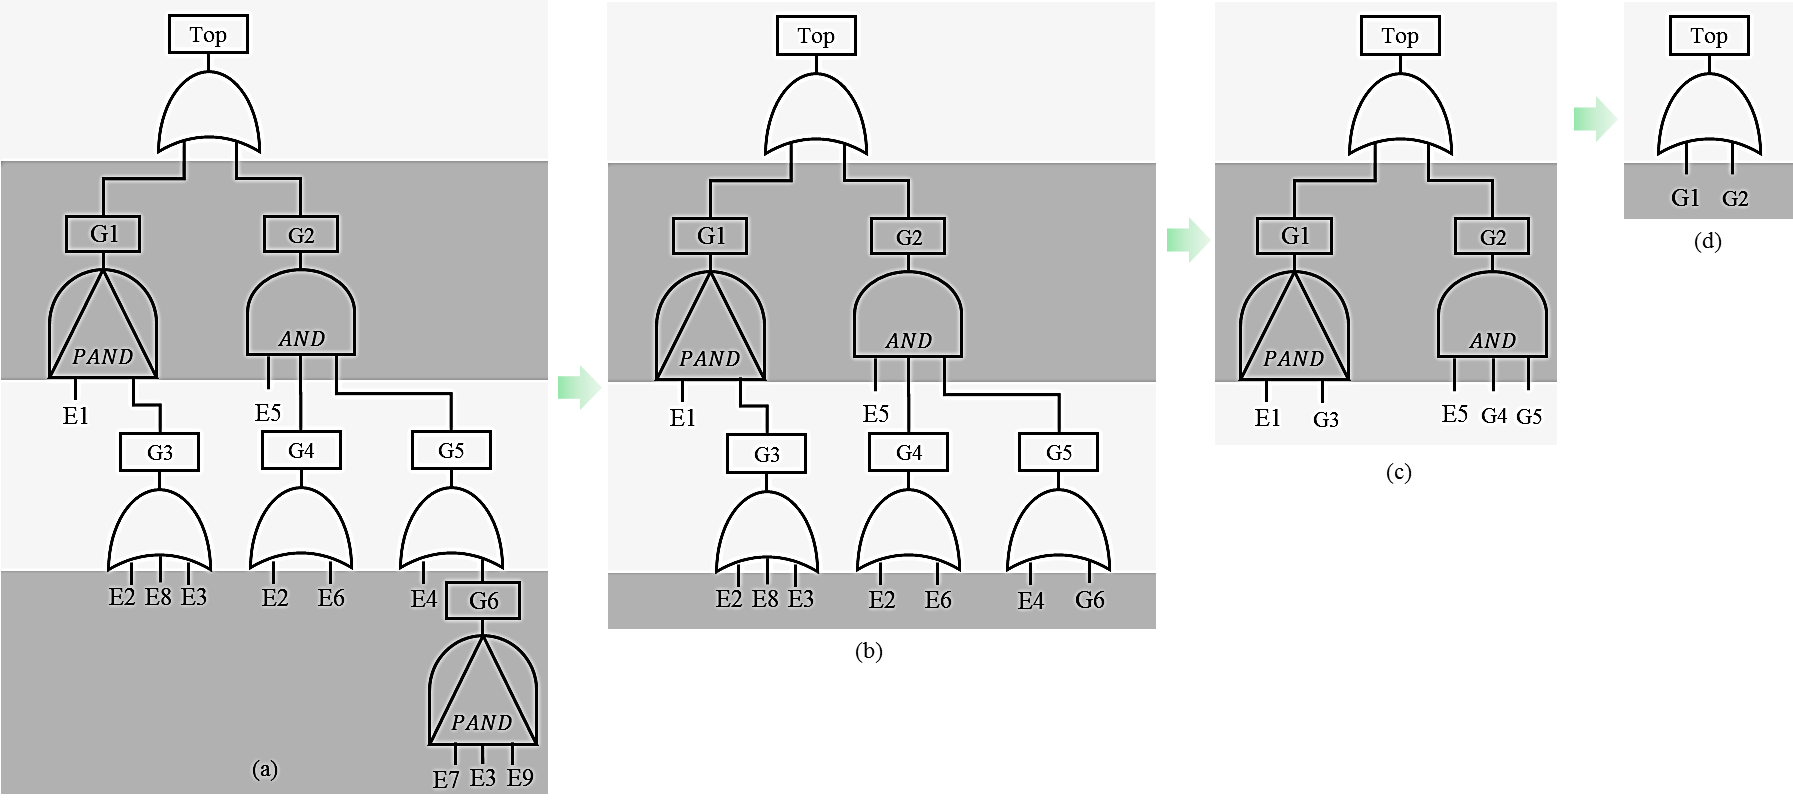 Top
G1 G2
PAND AND
E1 E5
G3 G4 G5
E2 E8 E3 E2 E6 E4 G6
PAND
E7 E3 E9
(a)
Top
G1 G2
PAND AND
E1 E5
G3 G4 G5
E2 E8 E3 E2 E6 E4 G6
(b)
Top
G1 G2
PAND AND
E1 G3 E5 G4 G5
(c)
Top
G1 G2
(d)